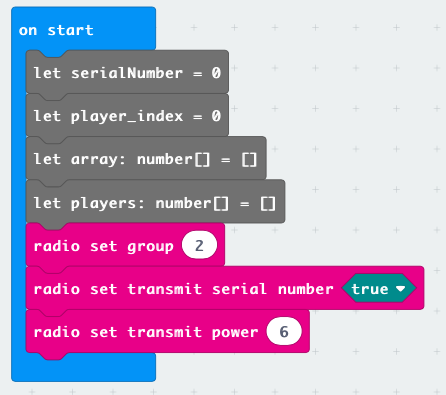 on start
let serialNumber = 0
let player_index = 0
let array: number[] = []
let players: number[] = []
radio set group 2
radio set transmit serial number true
radio set transmit power 6